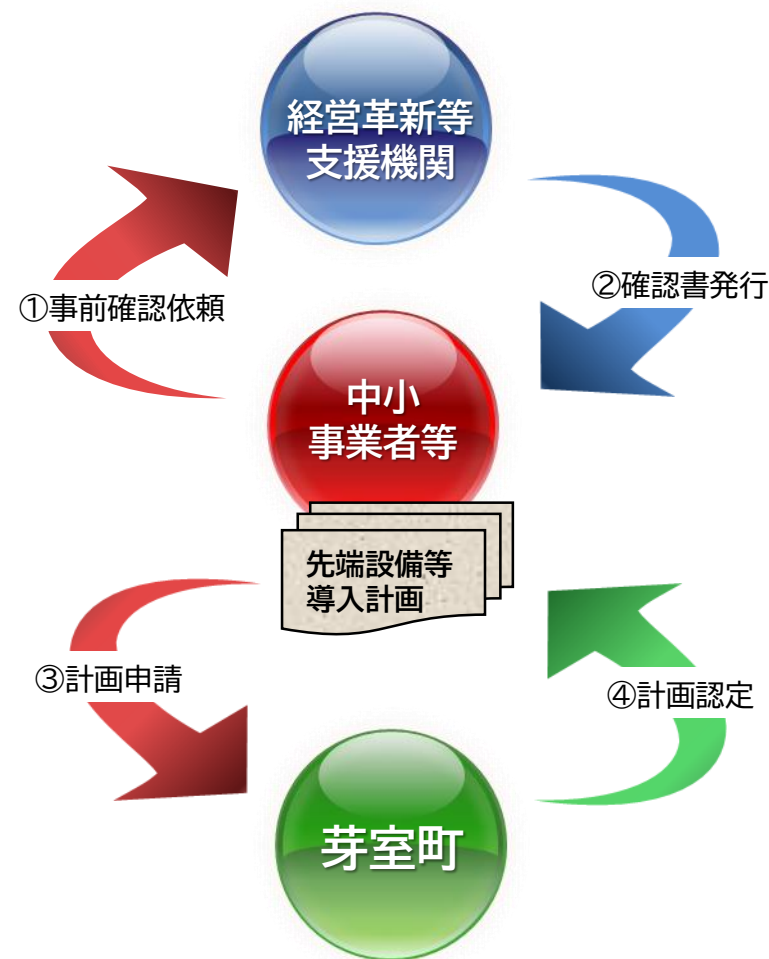 経営革新等
支援機関
①事前確認依頼
②確認書発行
中小
事業者等
先端設備等
導入計画
③計画申請
④計画認定
芽室町